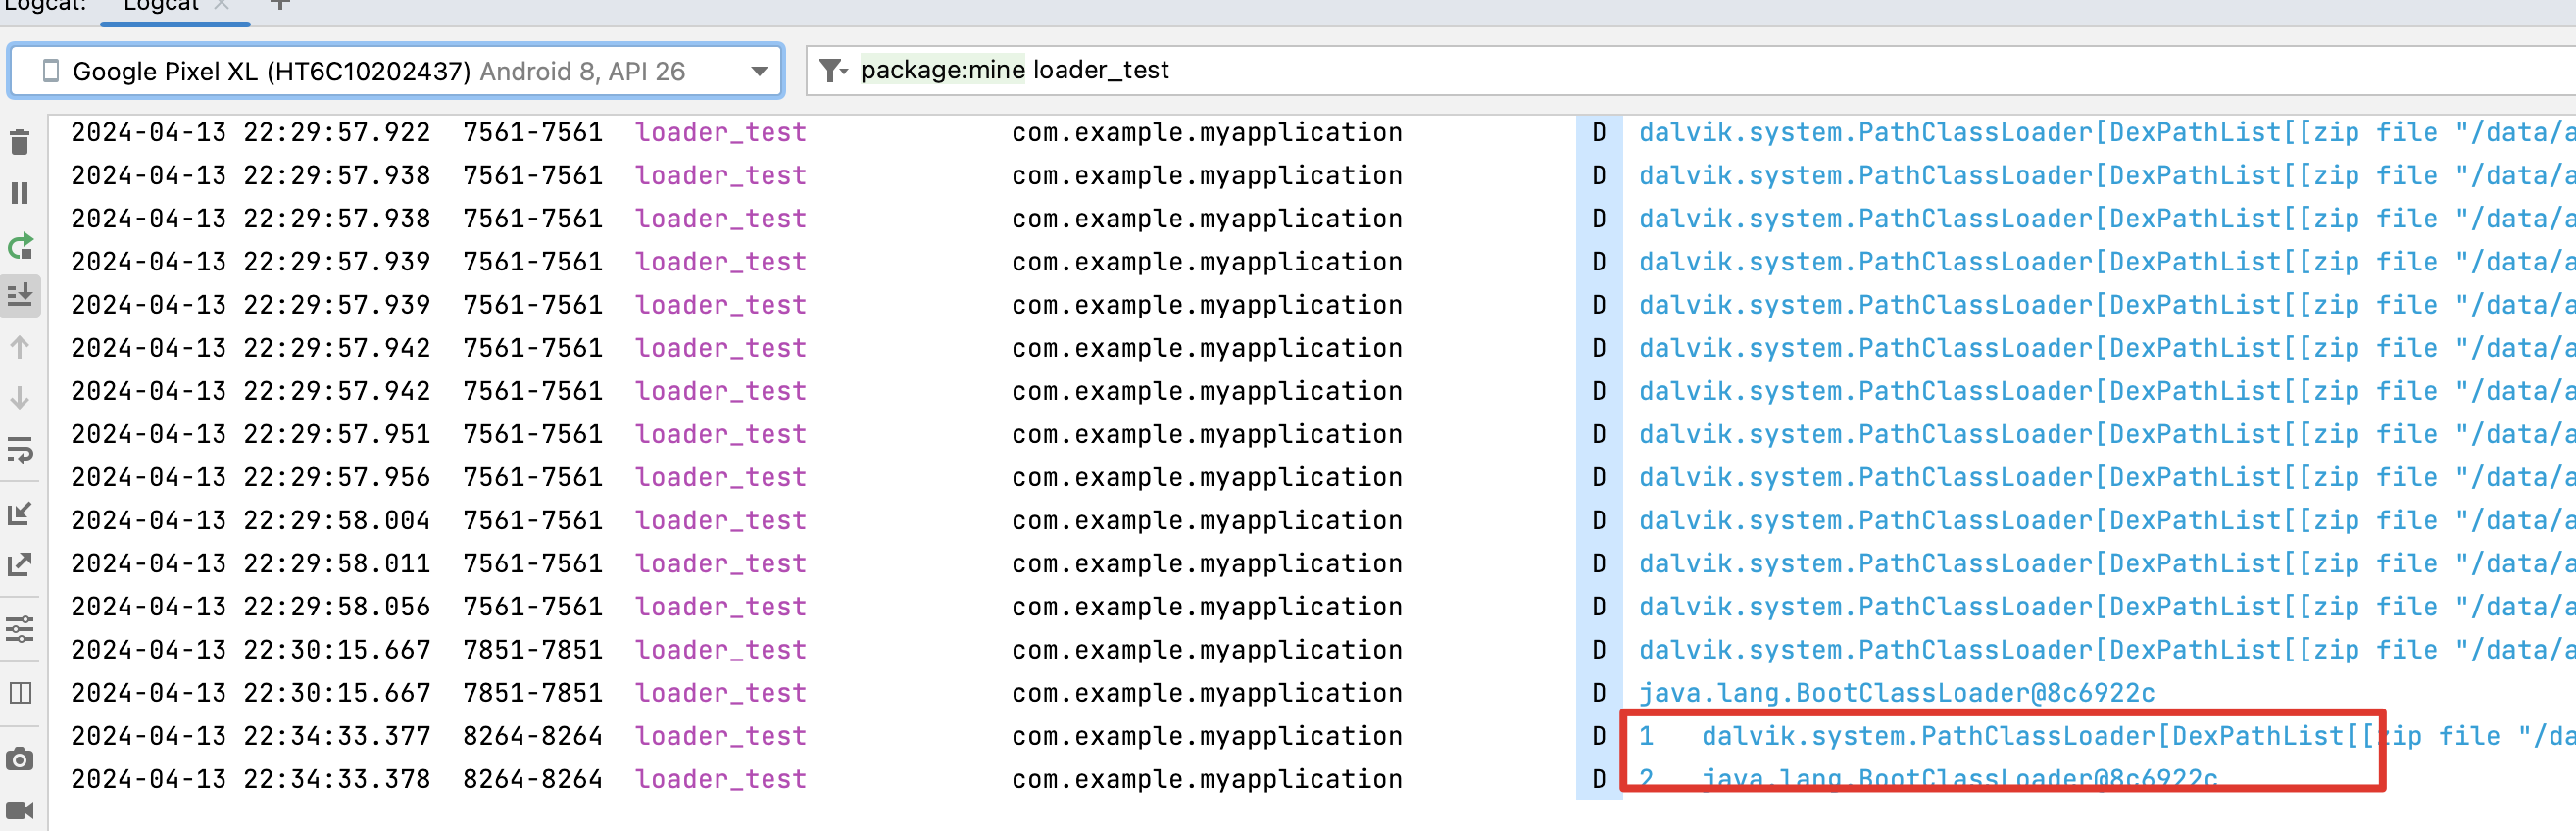 Logcat: Logcat
Google Pixel XL (HT6C10202437) Android 8, API 26 package:mine loader_test
2024-04-13 22:29:57.922 7561-7561 loader_test com.example.myapplication D dalvik.system.PathClassLoader[DexPathList[[zip file "/data/a
2024-04-13 22:29:57.938 7561-7561 loader_test com.example.myapplication D dalvik.system.PathClassLoader[DexPathList[[zip file "/data/a
2024-04-13 22:29:57.938 7561-7561 loader_test com.example.myapplication D dalvik.system.PathClassLoader[DexPathList[[zip file "/data/a
2024-04-13 22:29:57.939 7561-7561 loader_test com.example.myapplication D dalvik.system.PathClassLoader[DexPathList[[zip file "/data/a
2024-04-13 22:29:57.939 7561-7561 loader_test com.example.myapplication D dalvik.system.PathClassLoader[DexPathList[[zip file "/data/a
2024-04-13 22:29:57.942 7561-7561 loader_test com.example.myapplication D dalvik.system.PathClassLoader[DexPathList[[zip file "/data/a
2024-04-13 22:29:57.942 7561-7561 loader_test com.example.myapplication D dalvik.system.PathClassLoader[DexPathList[[zip file "/data/a
2024-04-13 22:29:57.951 7561-7561 loader_test com.example.myapplication D dalvik.system.PathClassLoader[DexPathList[[zip file "/data/a
2024-04-13 22:29:57.956 7561-7561 loader_test com.example.myapplication D dalvik.system.PathClassLoader[DexPathList[[zip file "/data/a
2024-04-13 22:29:58.004 7561-7561 loader_test com.example.myapplication D dalvik.system.PathClassLoader[DexPathList[[zip file "/data/a
2024-04-13 22:29:58.011 7561-7561 loader_test com.example.myapplication D dalvik.system.PathClassLoader[DexPathList[[zip file "/data/a
2024-04-13 22:29:58.056 7561-7561 loader_test com.example.myapplication D dalvik.system.PathClassLoader[DexPathList[[zip file "/data/a
2024-04-13 22:30:15.667 7851-7851 loader_test com.example.myapplication D dalvik.system.PathClassLoader[DexPathList[[zip file "/data/a
2024-04-13 22:30:15.667 7851-7851 loader_test com.example.myapplication D java.lang.BootClassLoader@8c6922c
2024-04-13 22:34:33.377 8264-8264 loader_test com.example.myapplication D 1 dalvik.system.PathClassLoader[DexPathList[[zip file "/da
2024-04-13 22:34:33.378 8264-8264 loader_test com.example.myapplication D 2 java.lang.BootClassLoader@8c6922c